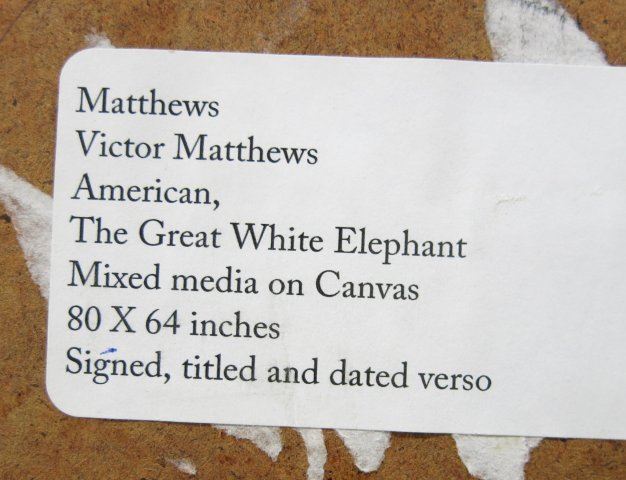 Matthews
Victor Matthews
American,
The Great White Elephant
Mixed media on Canvas
80 X 64 inches
Signed, titled and dated verso